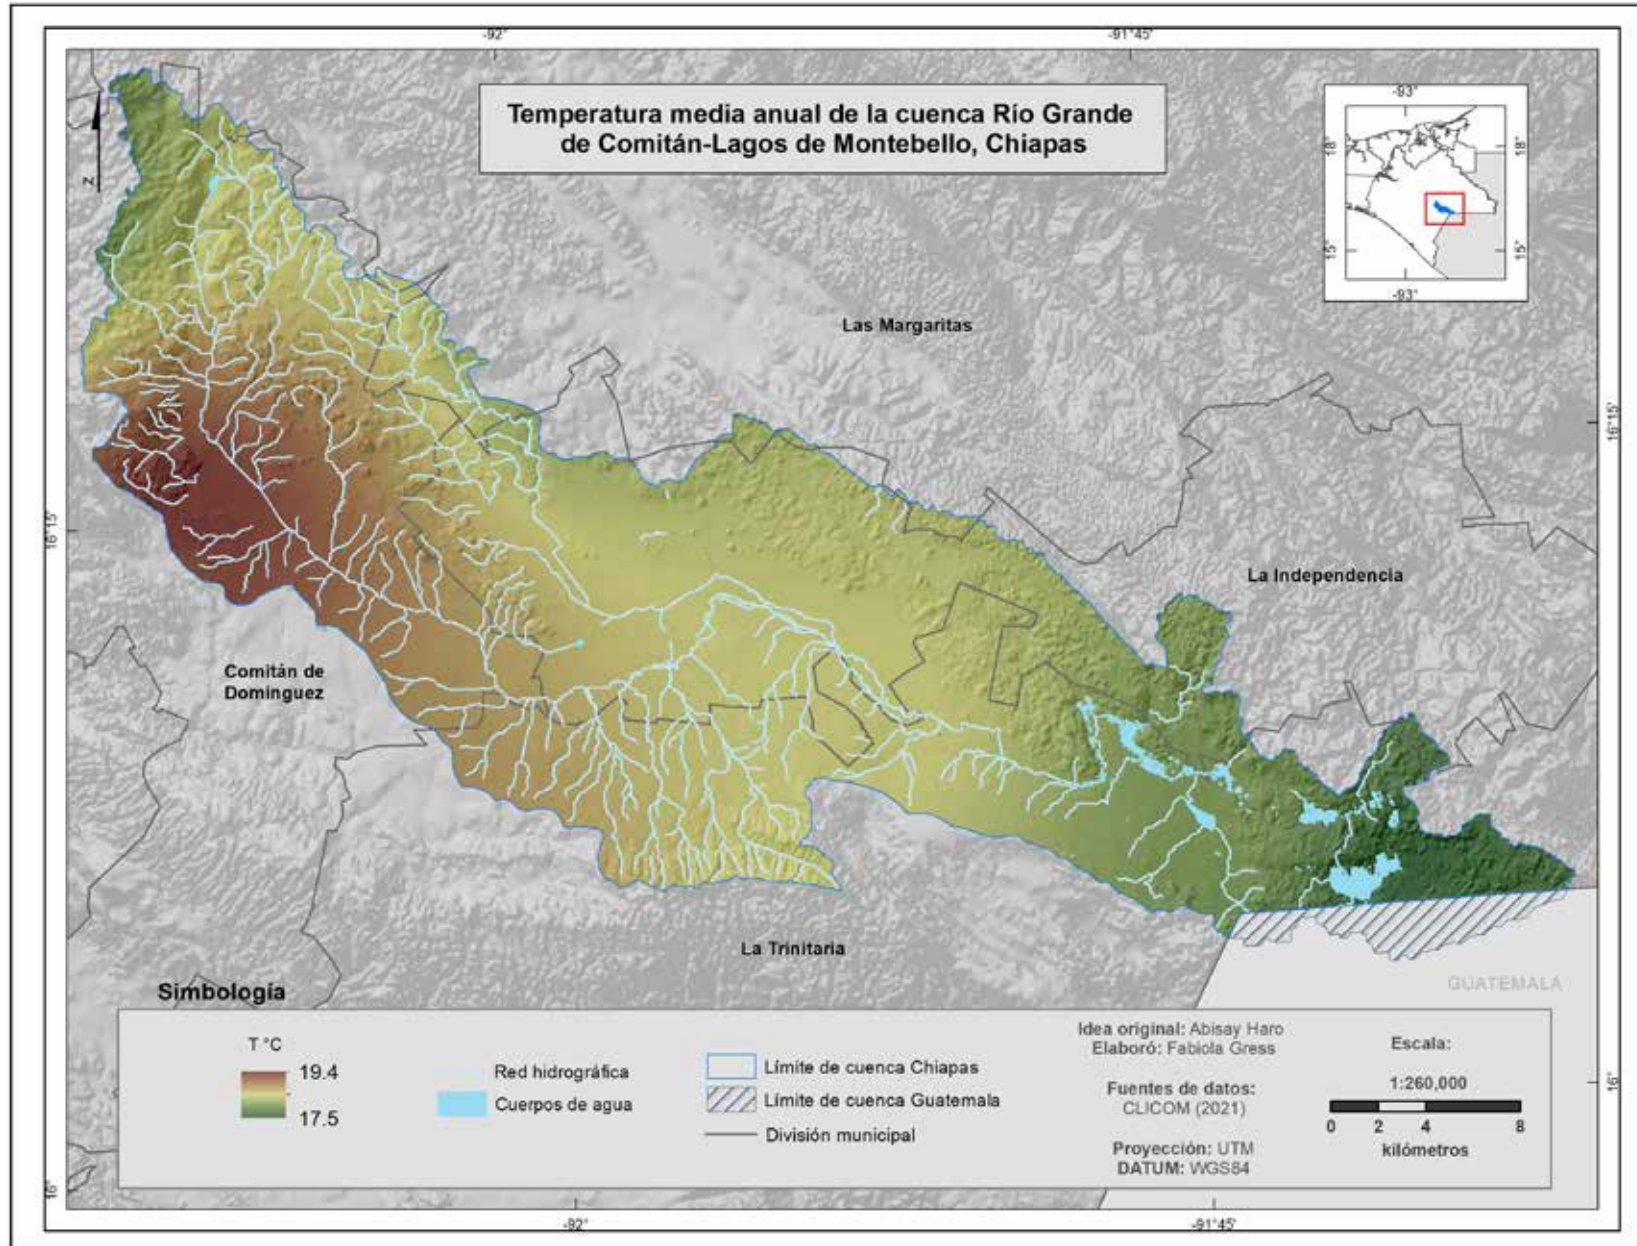 -92°
-91°45'
Temperatura media anual de la cuenca Río Grande
de Comitán-Lagos de Montebello, Chiapas
-93°
18°
18°
15°
15°
-93°
N
Las Margaritas
16°15'
16°15'
La Independencia
Comitán de
Domínguez
La Trinitaria
GUATEMALA
Simbología
T °C
19.4
17.5
Red hidrográfica
Cuerpos de agua
Límite de cuenca Chiapas
Límite de cuenca Guatemala
División municipal
Idea original: Abisay Haro
Elaboró: Fabiola Gress
Fuentes de datos:
CLICOM (2021)
Proyección: UTM
DATUM: WGS84
Escala:
1:260,000
0 2 4 8
kilómetros
16°
16°
-92°
-91°45'